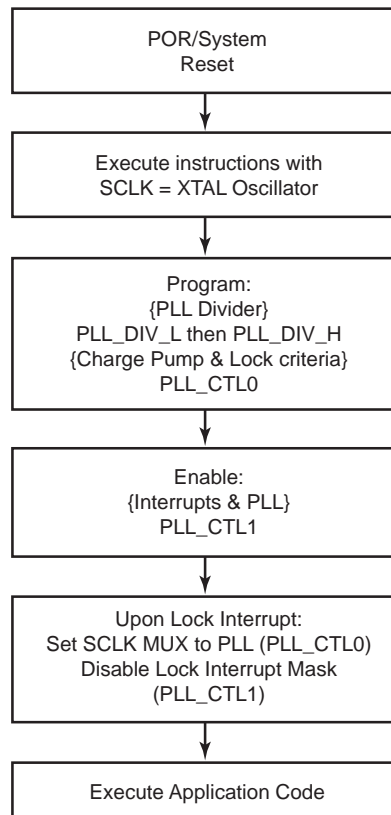 POR/System
Reset
Execute instructions with
SCLK = XTAL Oscillator
Program:
{PLL Divider}
PLL_DIV_L then PLL_DIV_H
{Charge Pump & Lock criteria}
PLL_CTL0
Enable:
{Interrupts & PLL}
PLL_CTL1
Upon Lock Interrupt:
Set SCLK MUX to PLL (PLL_CTL0)
Disable Lock Interrupt Mask
(PLL_CTL1)
Execute Application Code